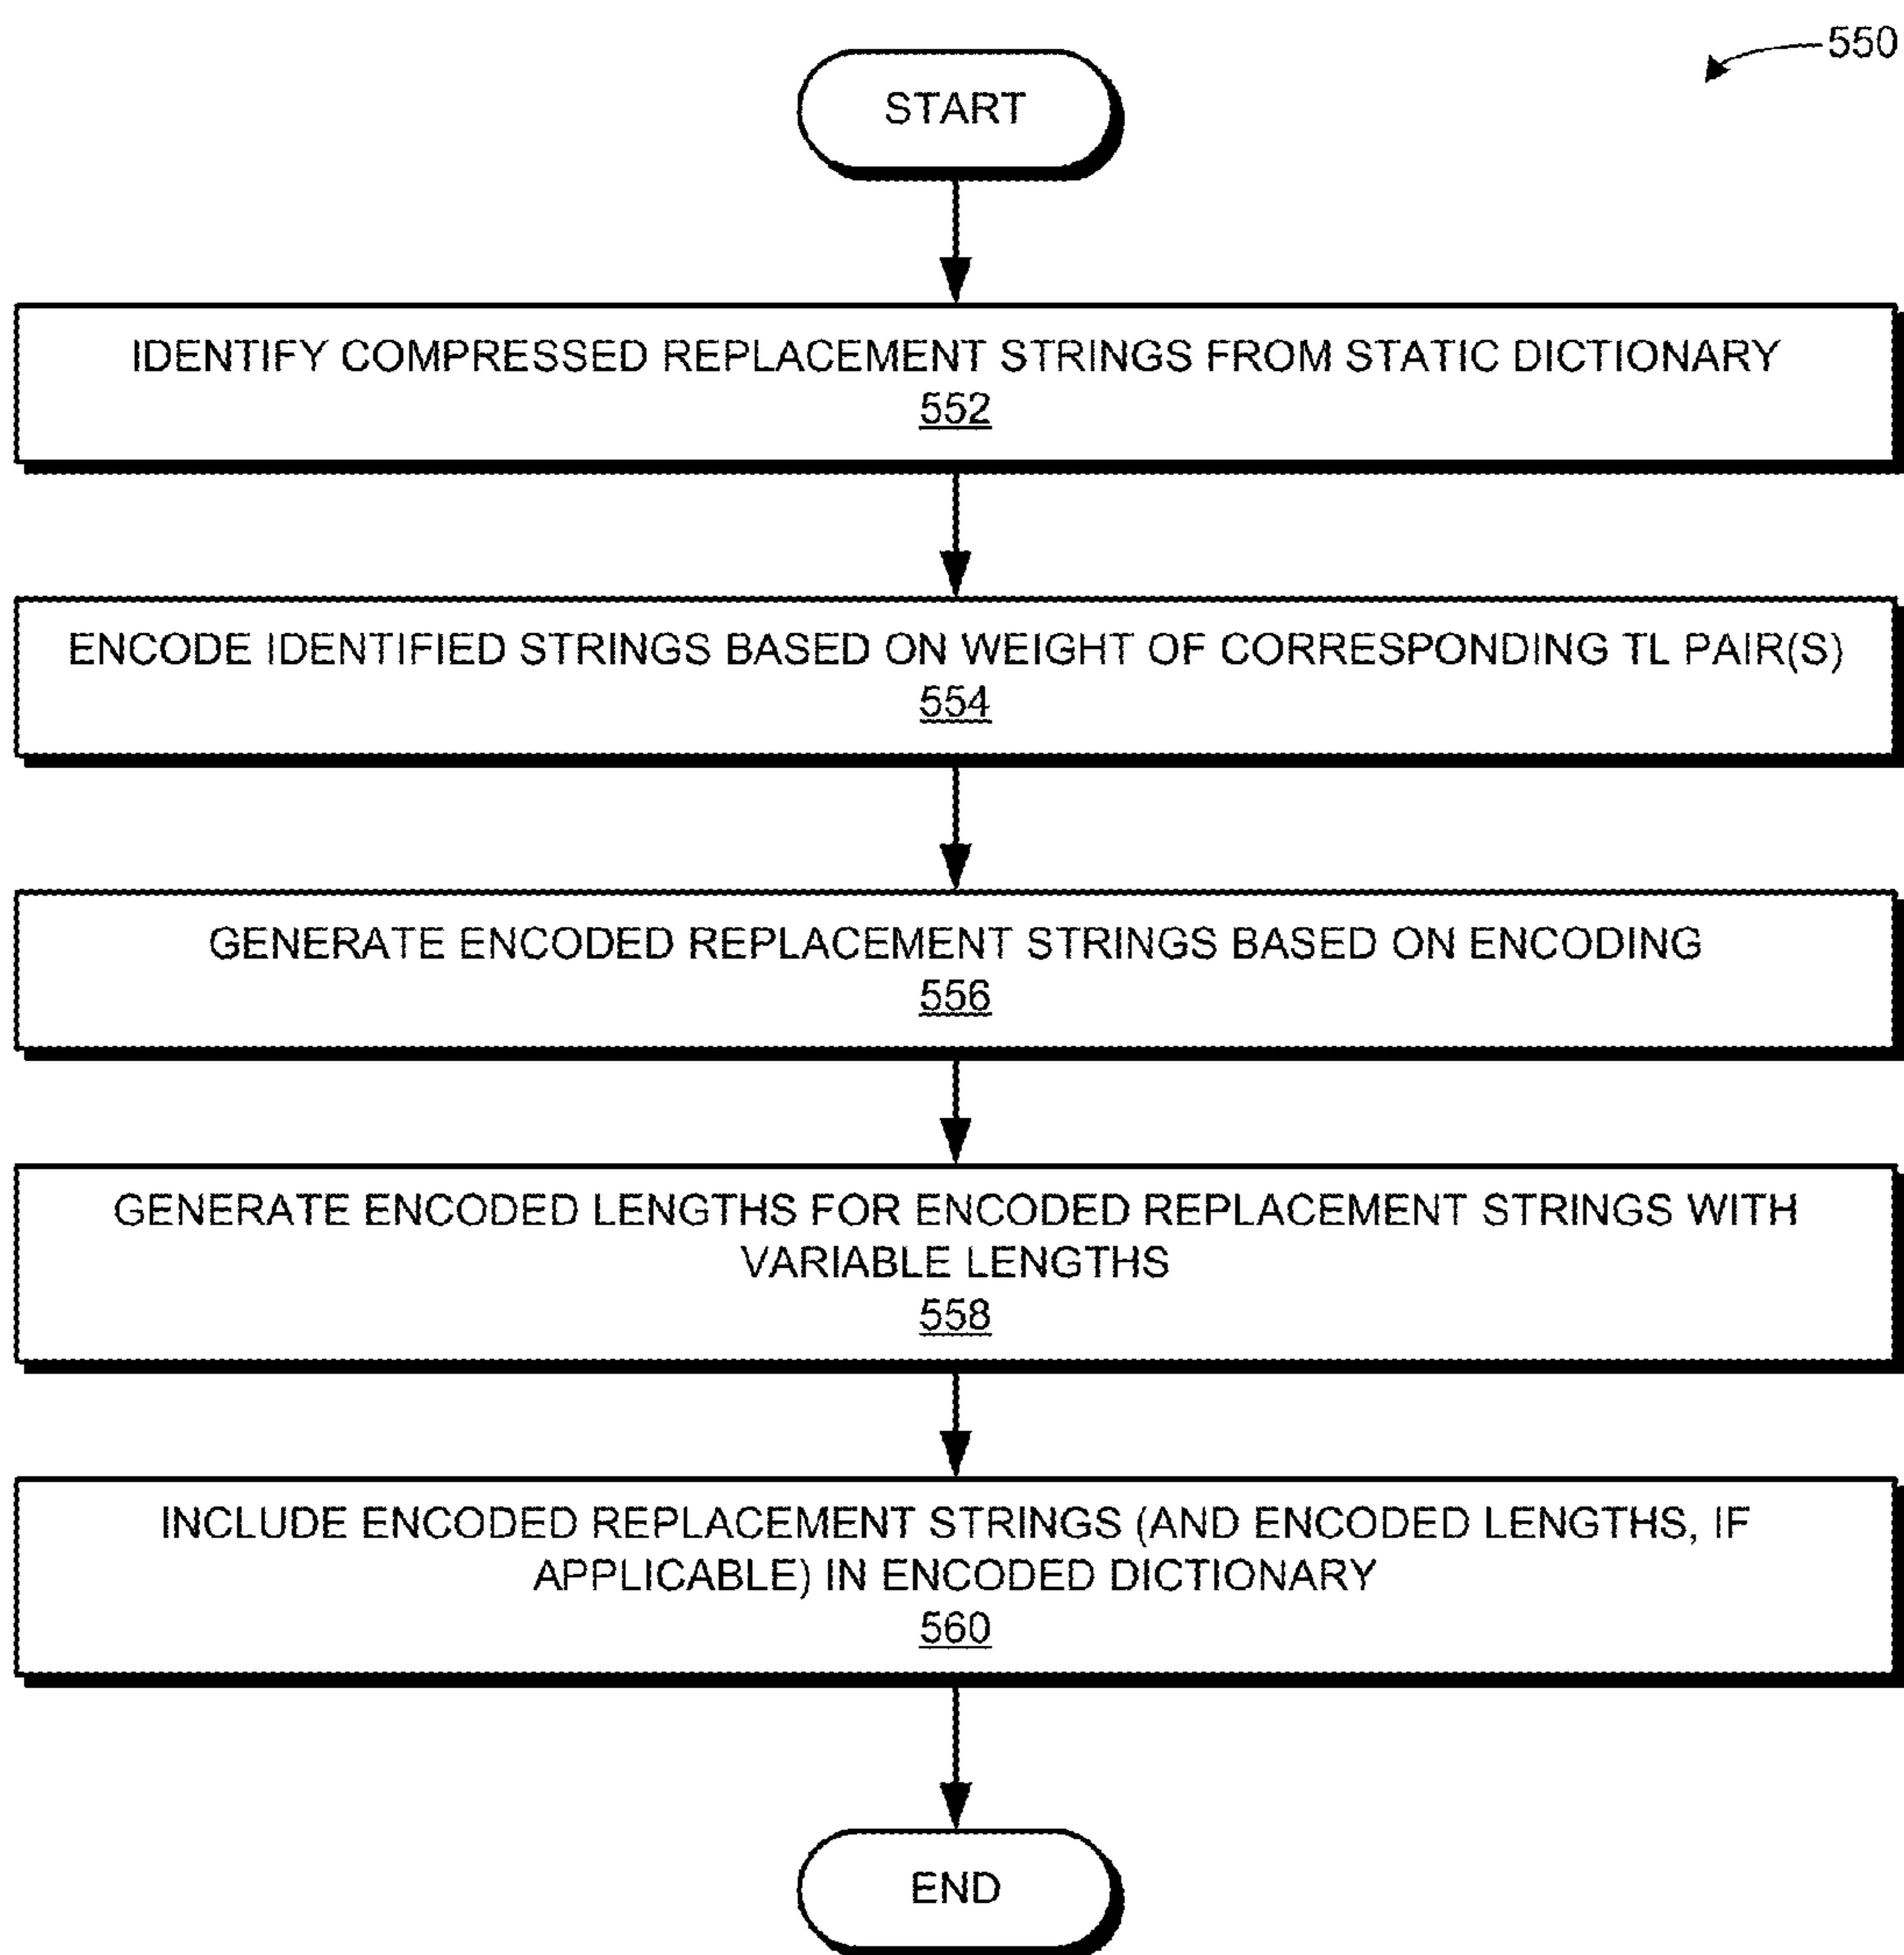 550
START
IDENTIFY COMPRESSED REPLACEMENT STRINGS FROM STATIC DICTIONARY
552
ENCODE IDENTIFIED STRINGS BASED ON WEIGHT OF CORRESPONDING TL PAIR(S)
554
GENERATE ENCODED REPLACEMENT STRINGS BASED ON ENCODING
556
GENERATE ENCODED LENGTHS FOR ENCODED REPLACEMENT STRINGS WITH
VARIABLE LENGTHS
558
INCLUDE ENCODED REPLACEMENT STRINGS (AND ENCODED LENGTHS, IF
APPLICABLE) IN ENCODED DICTIONARY
560
END